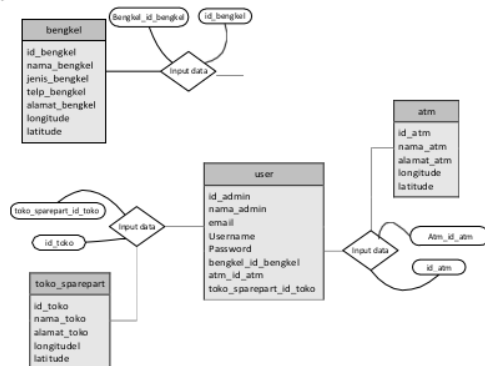 bengkel
id_bengkel
nama_bengkel
jenis_bengkel
telp_bengkel
alamat_bengkel
longitude
latitude
Bengkel_id_bengkel
id_bengkel
Input data
atm
id_atm
nama_atm
alamat_atm
longitude
latitude
user
id_admin
nama_admin
email
Username
Password
bengkel_id_bengkel
atm_id_atm
toko_sparepart_id_toko
toko_sparepart_id_toko
id_toko
Input data
Input data
Atm_id_atm
id_atm
toko_sparepart
id_toko
nama_toko
alamat_toko
longitudel
latitude